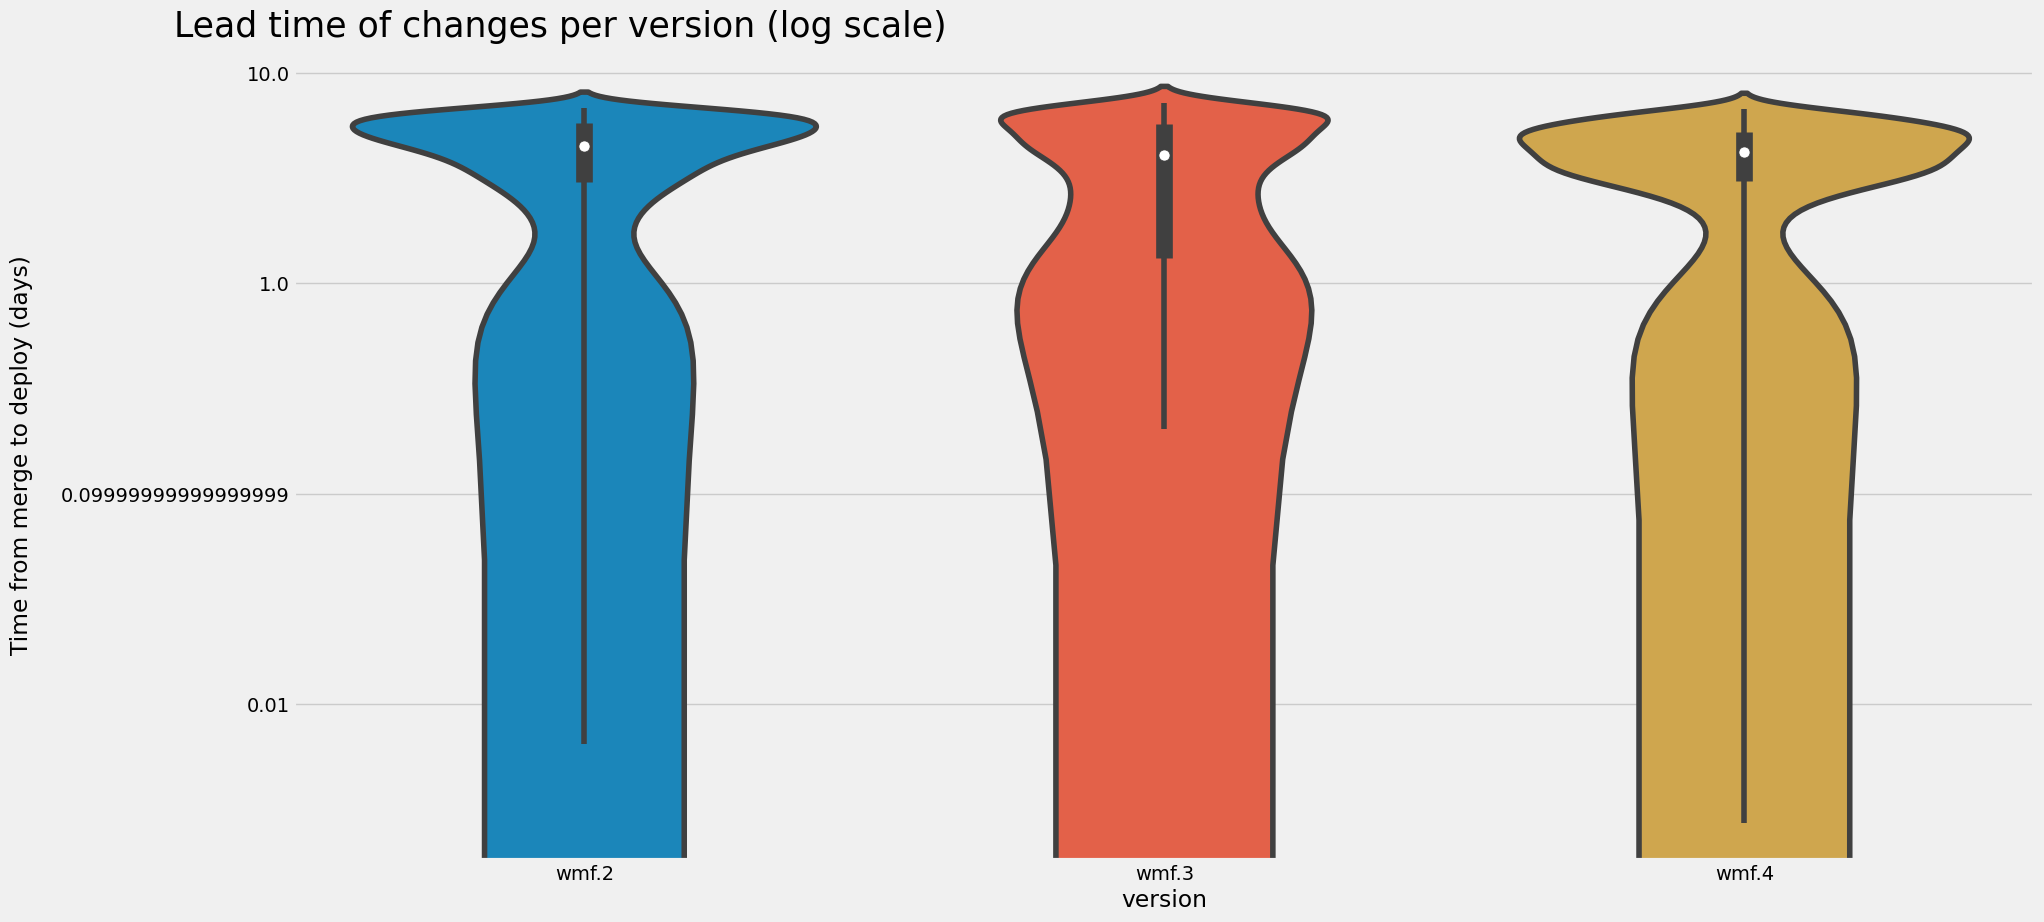 Lead time of changes per version (log scale)
Time from merge to deploy (days)
10.0
1.0
0.09999999999999999
0.01
wmf.2
wmf.3
wmf.4
version